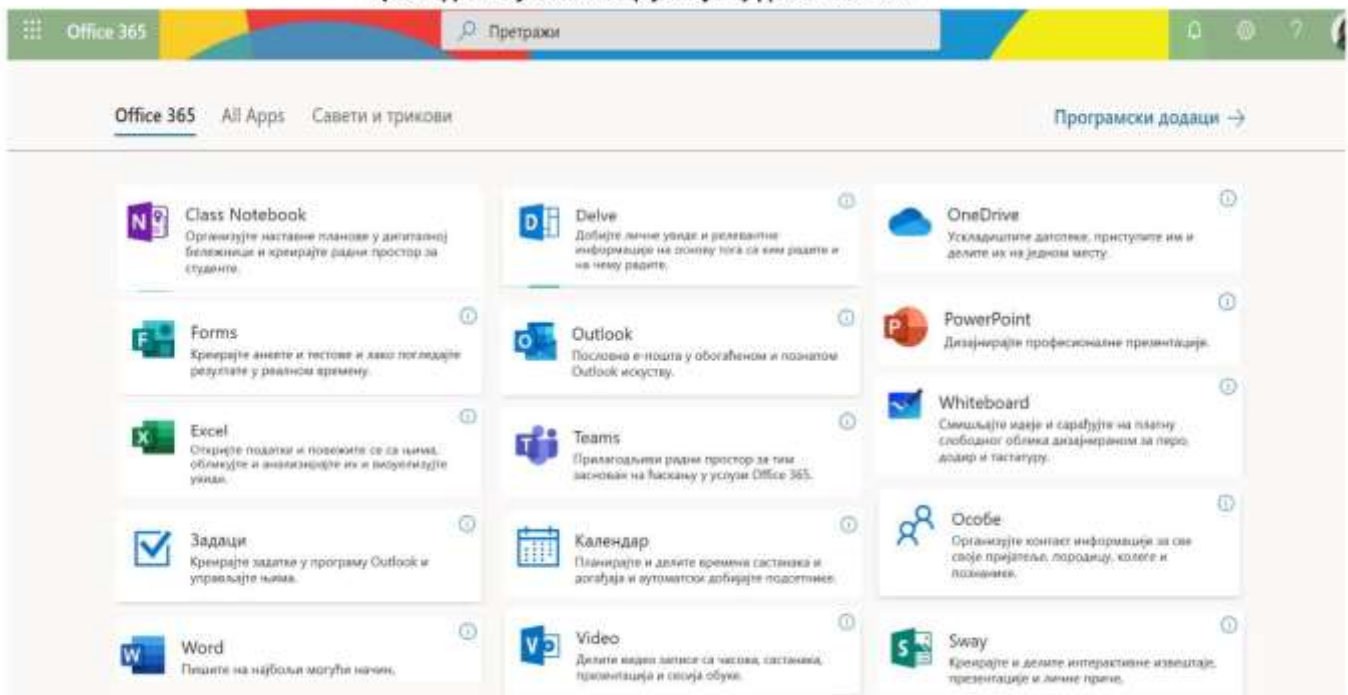 Office 365
Претражи
?
Office 365 All Apps Савети и трикови
Програмски додаци →
Class Notebook
Организујте наставне планове у дигиталној
бележници и креирајте радни простор за
студенте.
Delve
Добијте личне увиде и релевантне
информације на основу тога са ким радите и
на чему радите.
OneDrive
Ускладиштите датотеке, приступите им и
делите их на једном месту.
Forms
Креирајте анкете и тестове и лако погледајте
резултате у реалном времену.
Outlook
Пословна е-пошта у обогаћеном и познатом
Outlook искуству.
PowerPoint
Дизајнирајте професионалне презентације.
Excel
Откријте податке и повежите се са њима,
обликујте и анализирајте их и визуелизујте
увиде.
Teams
Прилагодљиви радни простор за тим
заснован на ћаскању у услузи Office 365.
Whiteboard
Смишљајте идеје и сарађујте на платну
слободног облика дизајнираном за перо,
додир и тастатуру.
Задаци
Креирајте задатке у програму Outlook и
управљајте њима.
Календар
Планирајте и делите времена састанака и
догађаја и аутоматски добијајте подсетнике.
Особе
Организујте контакт информације за све
своје пријатеље, породицу, колеге и
познанике.
Word
Пишите на најбољи могући начин.
Video
Делите видео записе са часова, састанака,
презентација и сесија обуке.
Sway
Креирајте и делите интерактивне извештаје,
презентације и личне приче.